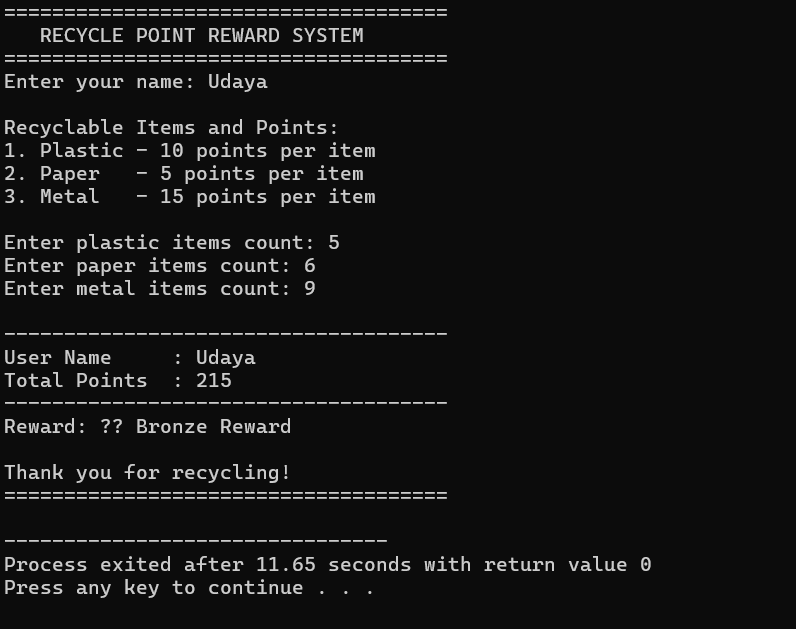 =====================================
   RECYCLE POINT REWARD SYSTEM
=====================================
Enter your name: Udaya

Recyclable Items and Points:
1. Plastic - 10 points per item
2. Paper   - 5 points per item
3. Metal   - 15 points per item

Enter plastic items count: 5
Enter paper items count: 6
Enter metal items count: 9

-------------------------------------
User Name     : Udaya
Total Points  : 215
-------------------------------------
Reward: ?? Bronze Reward

Thank you for recycling!
=====================================

--------------------------------
Process exited after 11.65 seconds with return value 0
Press any key to continue . . .